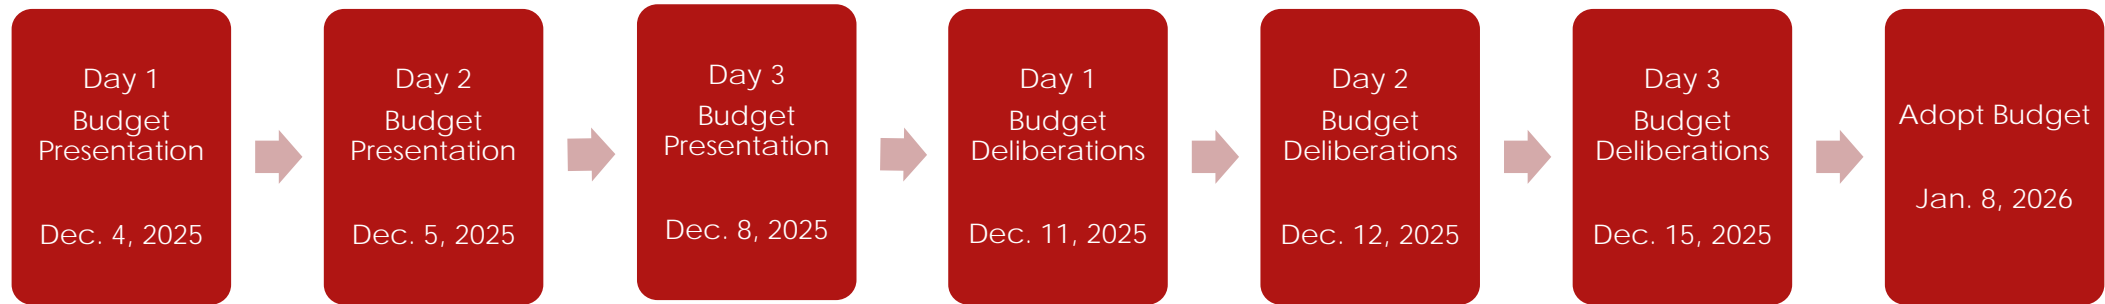 Day 1
Budget
Presentation
Dec. 4, 2025
Day 2
Budget
Presentation
Dec. 5, 2025
Day 3
Budget
Presentation
Dec. 8, 2025
Day 1
Budget
Deliberations
Dec. 11, 2025
Day 2
Budget
Deliberations
Dec. 12, 2025
Day 3
Budget
Deliberations
Dec. 15, 2025
Adopt Budget
Jan. 8, 2026